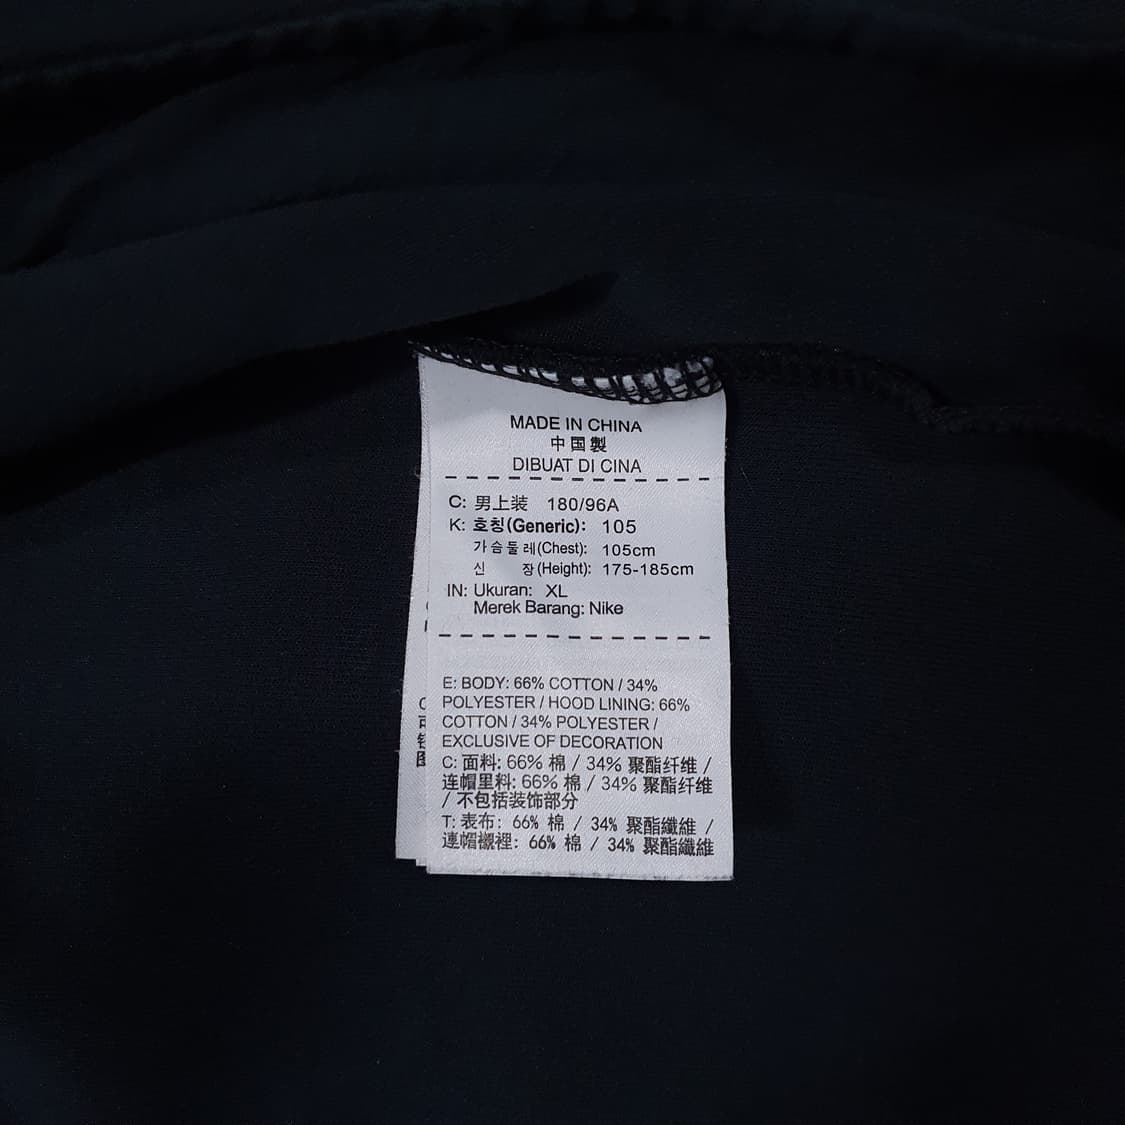 MADE IN CHINA
中国製
DIBUAT DI CINA
C: 男上装 180/96A
K: 호칭(Generic): 105
가슴둘레(Chest): 105cm
신 장(Height): 175-185cm
IN: Ukuran: XL
Merek Barang: Nike
E: BODY: 66% COTTON / 34%
POLYESTER / HOOD LINING: 66%
COTTON / 34% POLYESTER /
EXCLUSIVE OF DECORATION
C: 面料: 66% 棉 / 34% 聚酯纤维 /
连帽里料: 66% 棉 / 34% 聚酯纤维
/ 不包括装饰部分
T: 表布: 66% 棉 / 34% 聚酯纖維 /
連帽襯裡: 66% 棉 / 34% 聚酯纖維